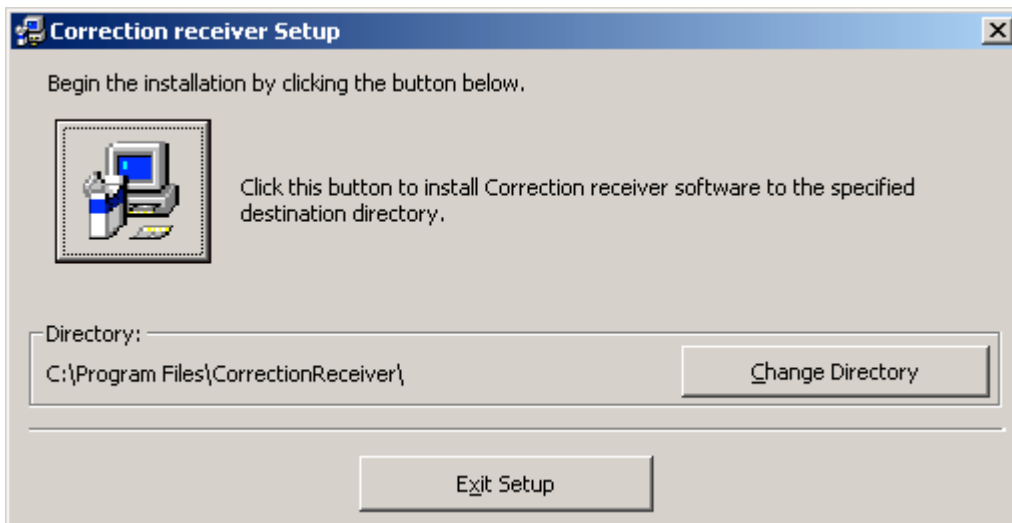 Correction receiver Setup
Begin the installation by clicking the button below.
Click this button to install Correction receiver software to the specified
destination directory.
Directory:
C:\Program Files\CorrectionReceiver\
Change Directory
Exit Setup